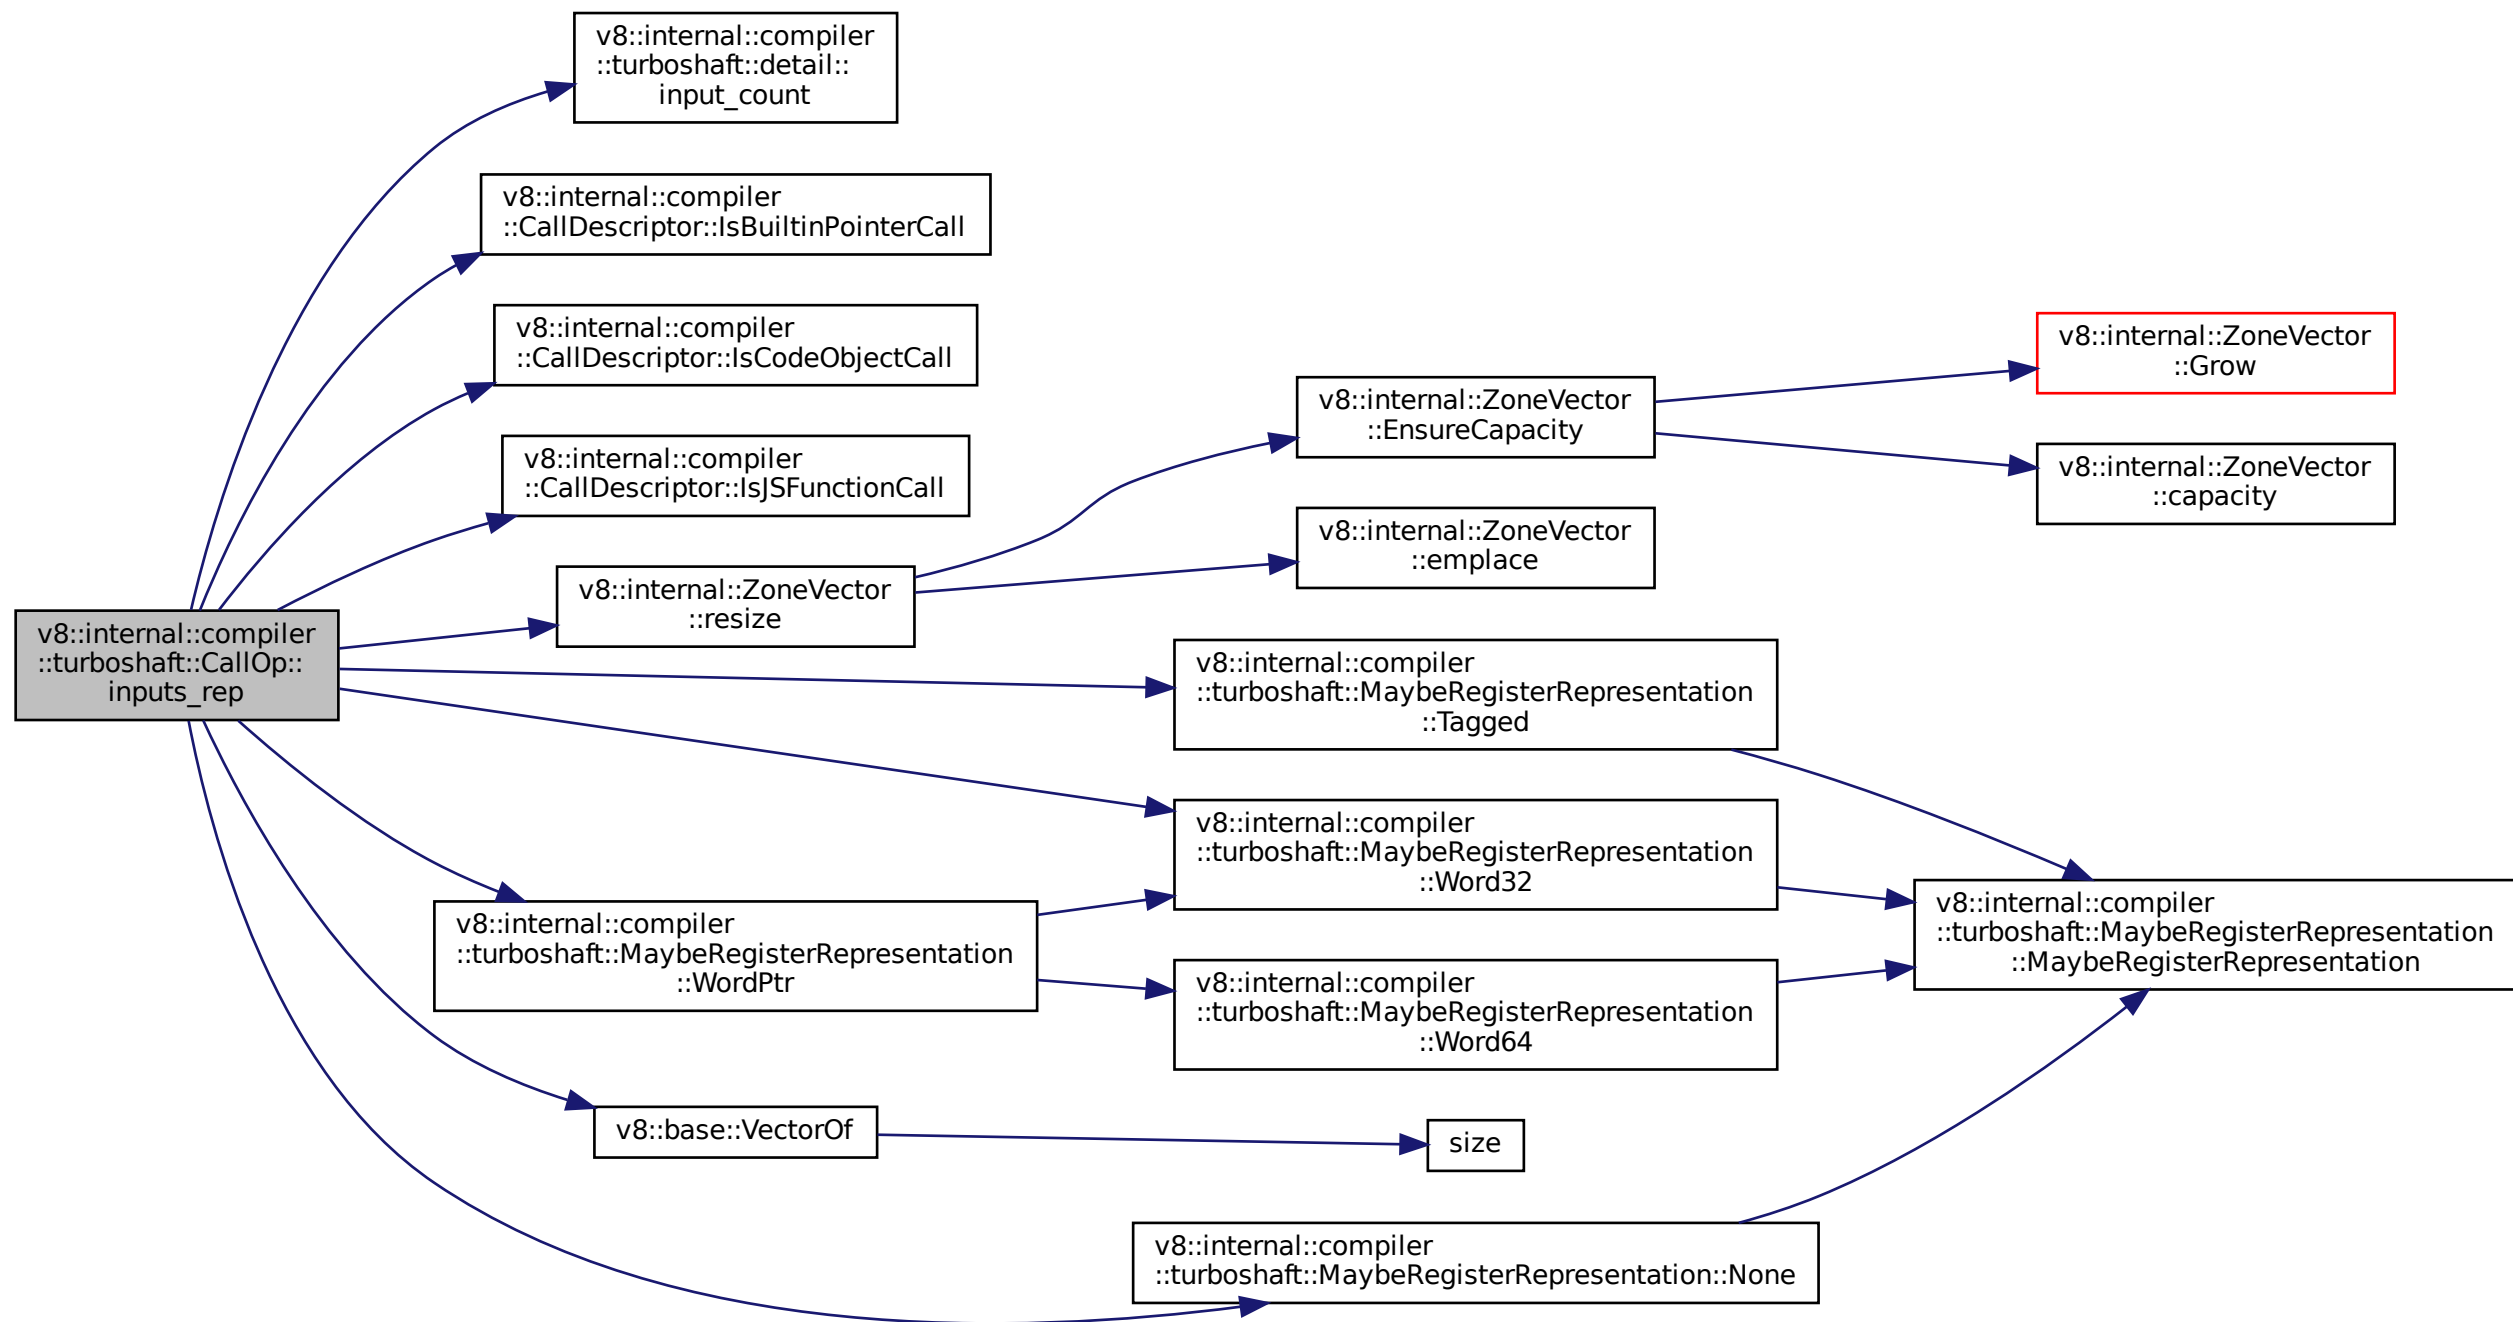 v8::internal::compiler
::turboshaft::CallOp::
inputs_rep
v8::internal::compiler
::turboshaft::detail::
input_count
v8::internal::compiler
::CallDescriptor::IsBuiltinPointerCall
v8::internal::compiler
::CallDescriptor::IsCodeObjectCall
v8::internal::compiler
::CallDescriptor::IsJSFunctionCall
v8::internal::ZoneVector
::resize
v8::internal::ZoneVector
::EnsureCapacity
v8::internal::ZoneVector
::Grow
v8::internal::ZoneVector
::capacity
v8::internal::ZoneVector
::emplace
v8::internal::compiler
::turboshaft::MaybeRegisterRepresentation
::Tagged
v8::internal::compiler
::turboshaft::MaybeRegisterRepresentation
::Word32
v8::internal::compiler
::turboshaft::MaybeRegisterRepresentation
::MaybeRegisterRepresentation
v8::internal::compiler
::turboshaft::MaybeRegisterRepresentation
::WordPtr
v8::internal::compiler
::turboshaft::MaybeRegisterRepresentation
::Word64
v8::base::VectorOf
size
v8::internal::compiler
::turboshaft::MaybeRegisterRepresentation::None